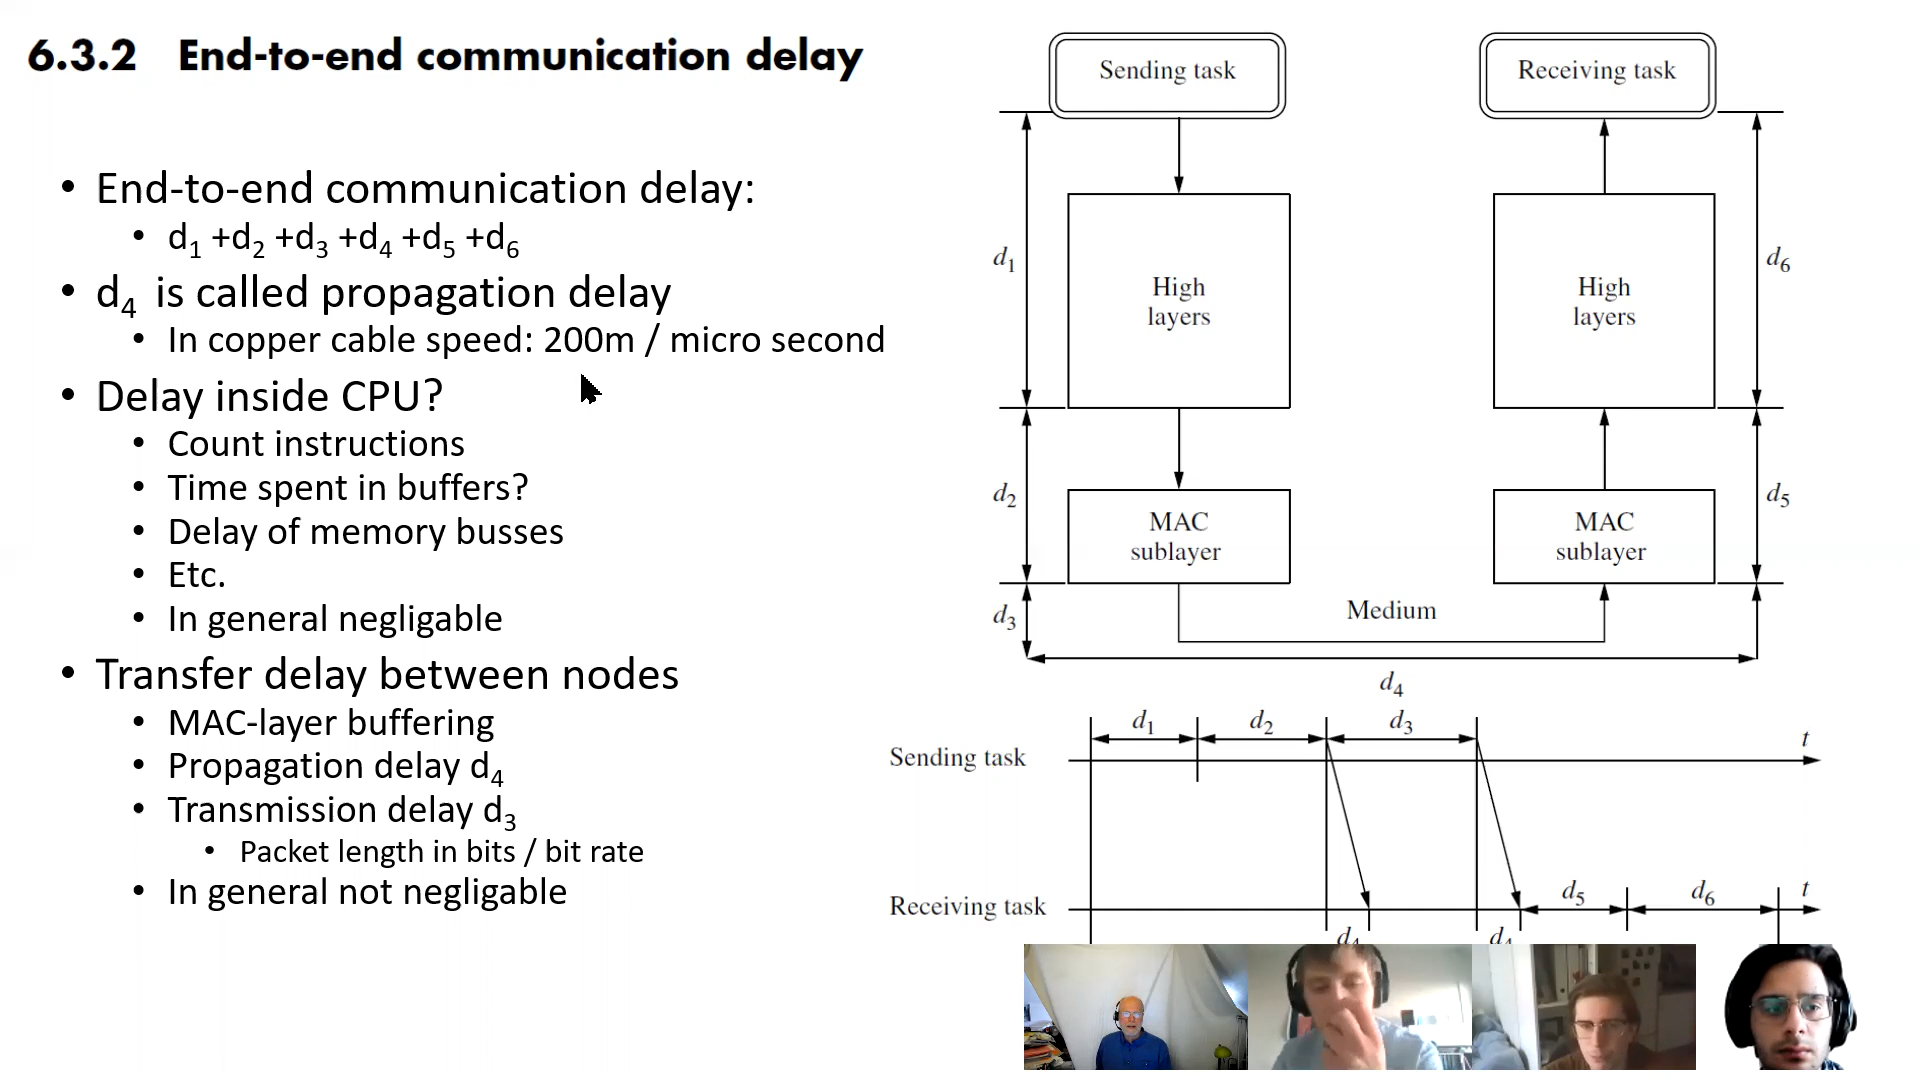 6.3.2 End-to-end communication delay
• End-to-end communication delay:
• d₁ +d₂ +d₃ +d₄ +d₅ +d₆
• d₄ is called propagation delay
• In copper cable speed: 200m / micro second
• Delay inside CPU?
• Count instructions
• Time spent in buffers?
• Delay of memory busses
• Etc.
• In general negligable
• Transfer delay between nodes
• MAC-layer buffering
• Propagation delay d₄
• Transmission delay d₃
• Packet length in bits / bit rate
• In general not negligable
Sending task
Receiving task
d₁
High
layers
High
layers
d₆
d₂
MAC
sublayer
MAC
sublayer
d₅
d₃
Medium
d₄
d₁
d₂
d₃
Sending task
t
Receiving task
d₅
d₆
t
d₄
d₄